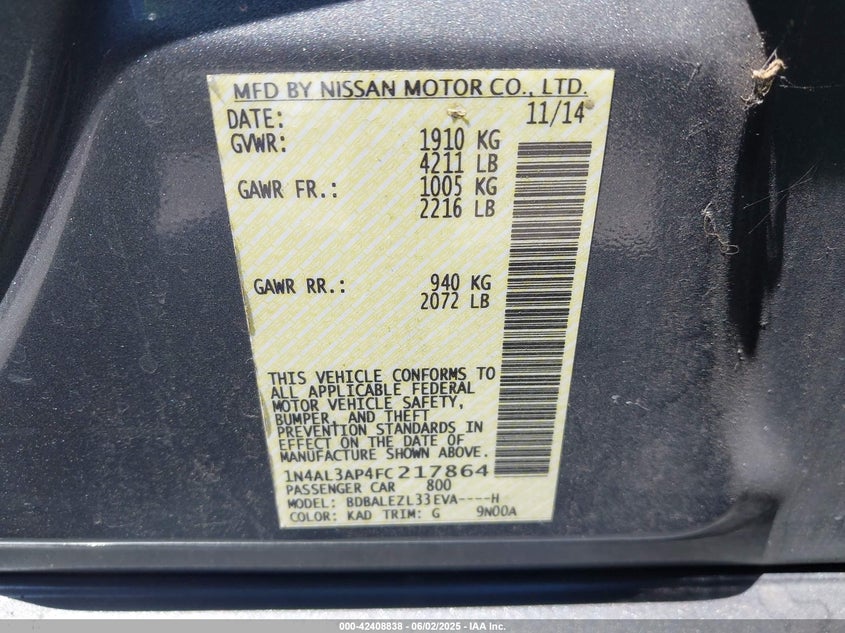 MFD BY NISSAN MOTOR CO., LTD.
DATE: 11/14
GVWR: 1910 KG
4211 LB
GAWR FR.: 1005 KG
2216 LB
GAWR RR.: 940 KG
2072 LB
THIS VEHICLE CONFORMS TO
ALL APPLICABLE FEDERAL
MOTOR VEHICLE SAFETY,
BUMPER, AND THEFT
PREVENTION STANDARDS IN
EFFECT ON THE DATE OF
MANUFACTURE SHOWN ABOVE.
1N4AL3AP4FC217864
PASSENGER CAR 800
MODEL: BDBALEZL33EVA----H
COLOR: KAD TRIM: G 9N00A
000-42408838 - 06/02/2025 - IAA Inc.